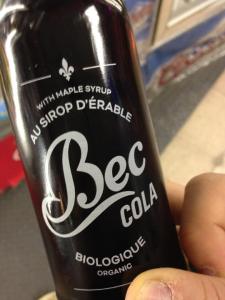 WITH MAPLE SYRUP
AU SIROP D'ÉRABLE
Bec
COLA
BIOLOGIQUE
ORGANIC